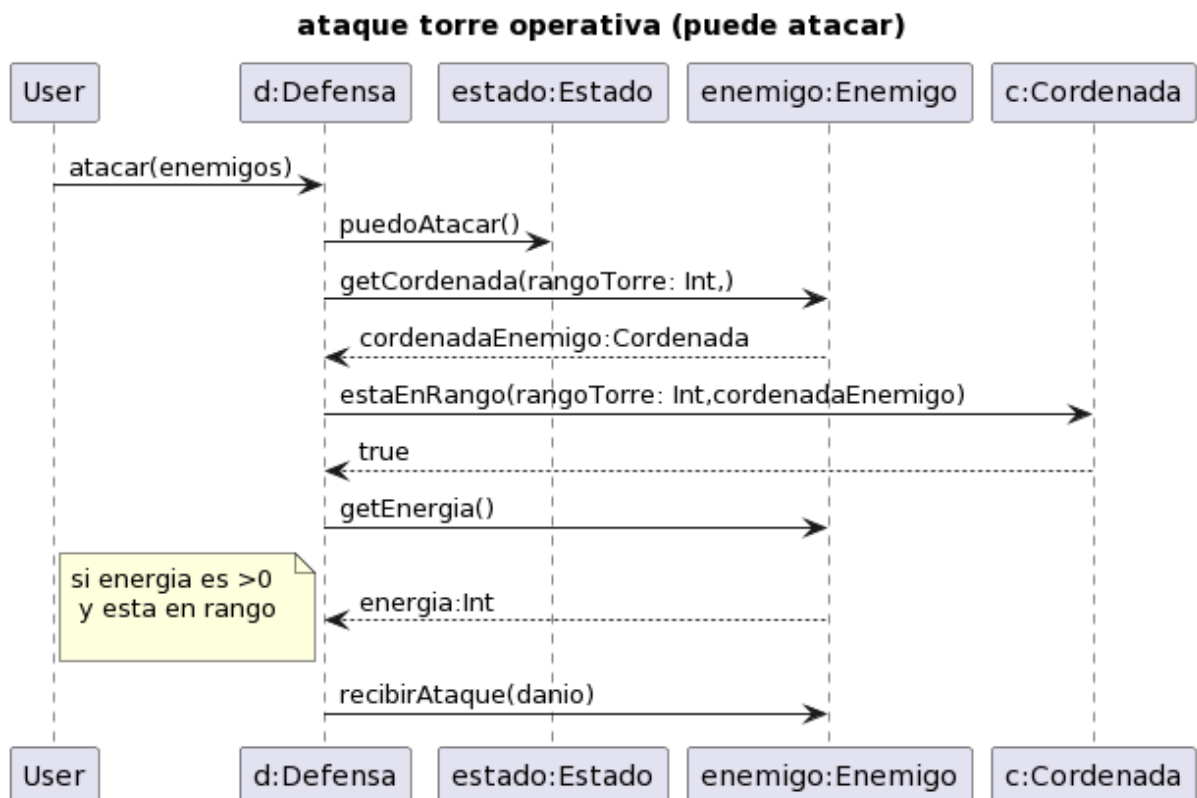 ataque torre operativa (puede atacar)
User
d:Defensa
estado:Estado
enemigo:Enemigo
c:Cordenada
atacar(enemigos)
puedoAtacar()
getCordenada(rangoTorre: Int,)
cordenadaEnemigo:Cordenada
estaEnRango(rangoTorre: Int,cordenadaEnemigo)
true
getEnergia()
si energia es >0
y esta en rango
energia:Int
recibirAtaque(danio)
User
d:Defensa
estado:Estado
enemigo:Enemigo
c:Cordenada